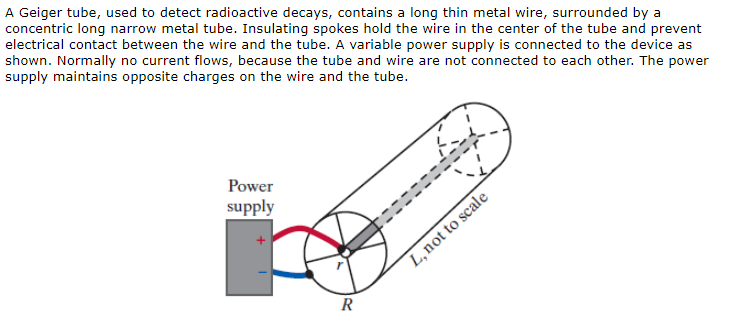 A Geiger tube, used to detect radioactive decays, contains a long thin metal wire, surrounded by a
concentric long narrow metal tube. Insulating spokes hold the wire in the center of the tube and prevent
electrical contact between the wire and the tube. A variable power supply is connected to the device as
shown. Normally no current flows, because the tube and wire are not connected to each other. The power
supply maintains opposite charges on the wire and the tube.
Power
supply
+
−
L, not to scale
r
R